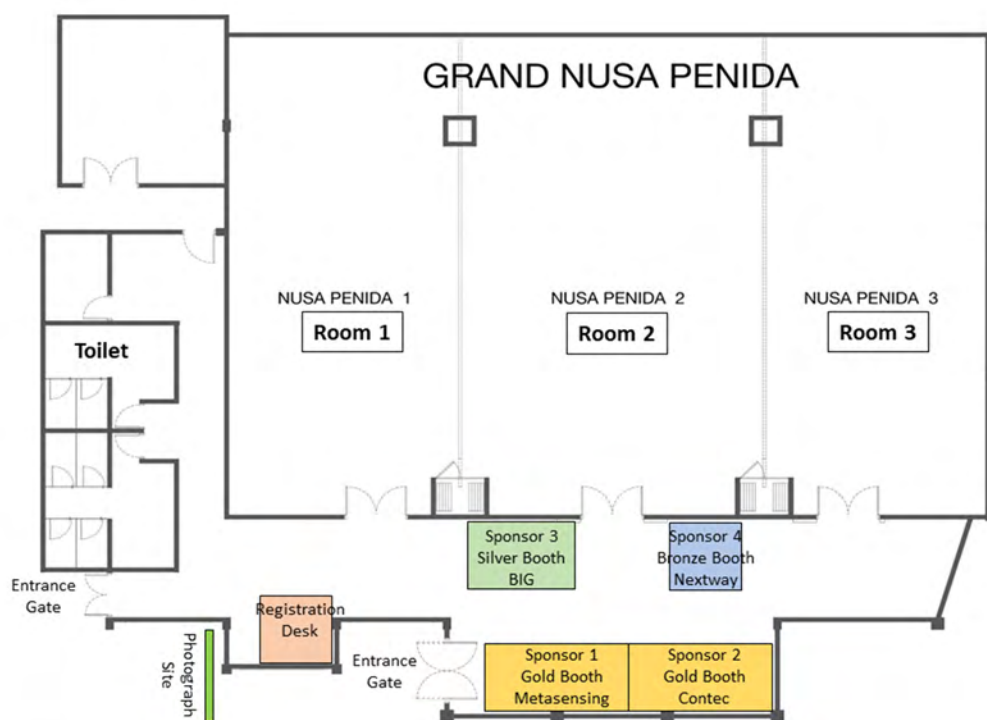 GRAND NUSA PENIDA
NUSA PENIDA 1
Room 1
NUSA PENIDA 2
Room 2
NUSA PENIDA 3
Room 3
Toilet
Sponsor 3
Silver Booth
BIG
Sponsor 4
Bronze Booth
Nextway
Entrance
Gate
Registration
Desk
Photograph
Site
Entrance
Gate
Sponsor 1
Gold Booth
Metasensing
Sponsor 2
Gold Booth
Contec